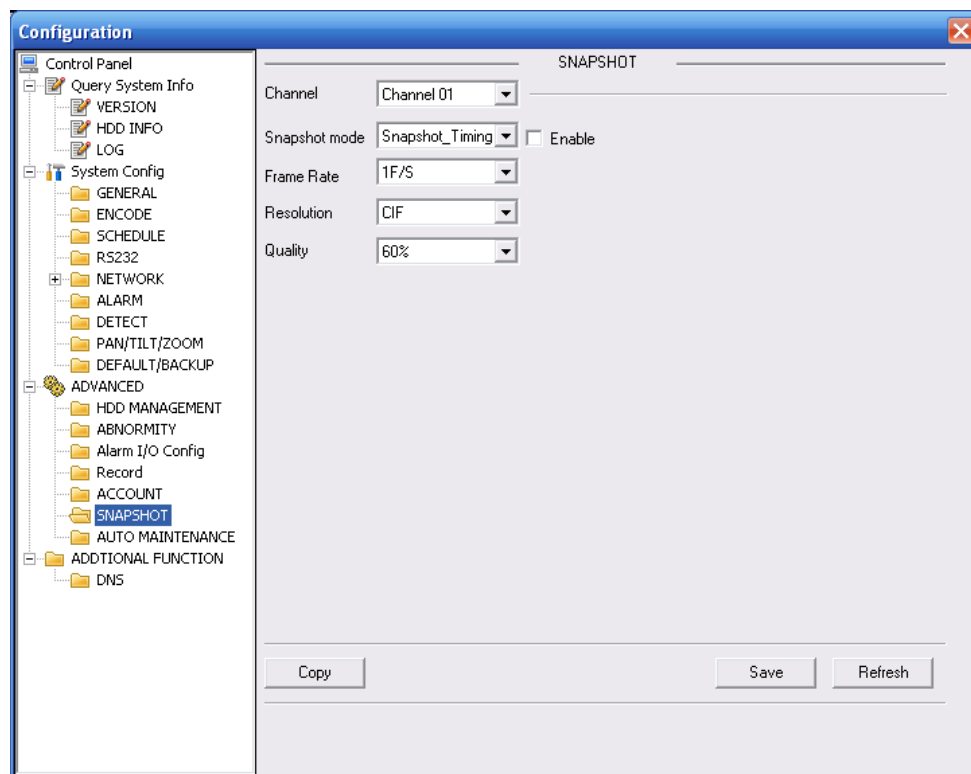 Configuration
Control Panel
Query System Info
VERSION
HDD INFO
LOG
System Config
GENERAL
ENCODE
SCHEDULE
RS232
NETWORK
ALARM
DETECT
PAN/TILT/ZOOM
DEFAULT/BACKUP
ADVANCED
HDD MANAGEMENT
ABNORMITY
Alarm I/O Config
Record
ACCOUNT
SNAPSHOT
AUTO MAINTENANCE
ADDTIONAL FUNCTION
DNS
SNAPSHOT
Channel Channel 01
Snapshot mode Snapshot_Timing Enable
Frame Rate 1F/S
Resolution CIF
Quality 60%
Copy Save Refresh